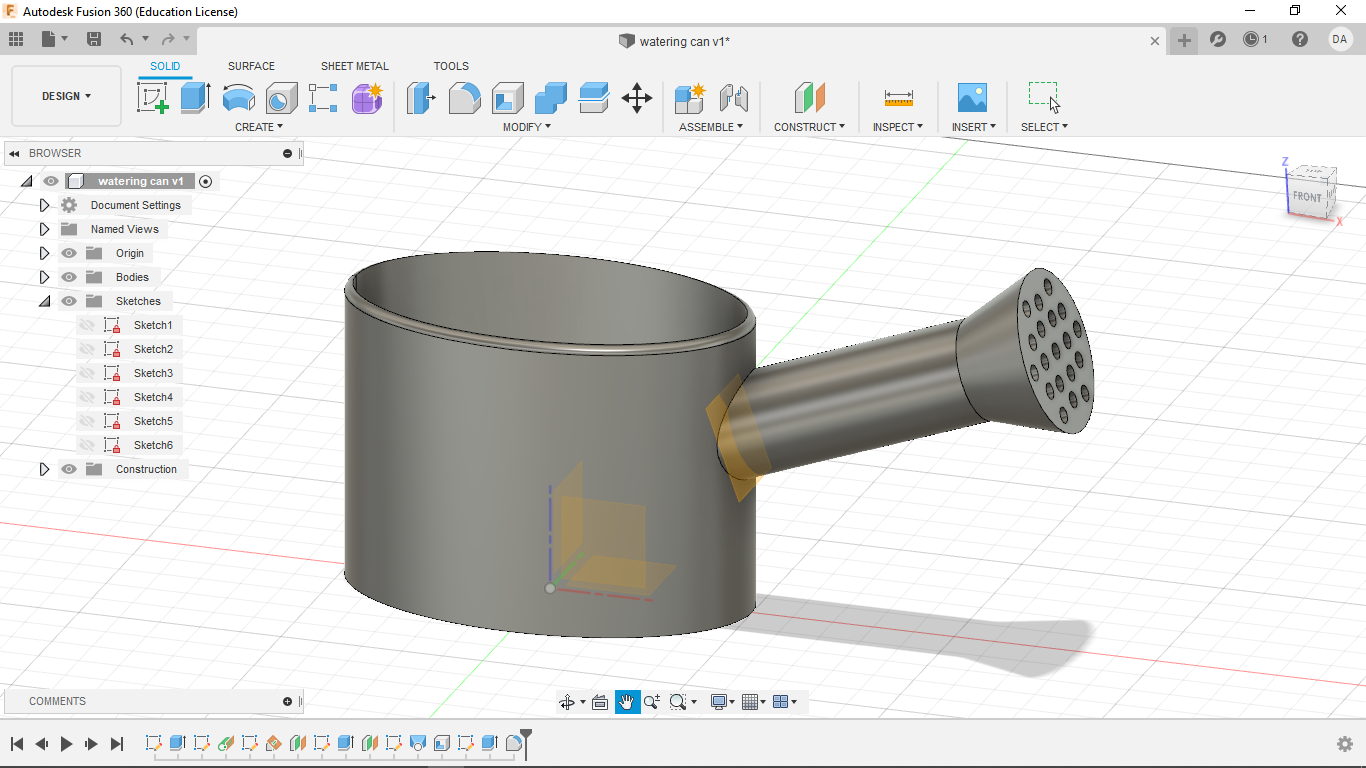 Autodesk Fusion 360 (Education License)
watering can v1*
1
DA
SOLID SURFACE SHEET METAL TOOLS
DESIGN
CREATE MODIFY ASSEMBLE CONSTRUCT INSPECT INSERT SELECT
BROWSER
watering can v1
Document Settings
Named Views
Origin
Bodies
Sketches
Sketch1
Sketch2
Sketch3
Sketch4
Sketch5
Sketch6
Construction
Z
TOP
FRONT
X
COMMENTS